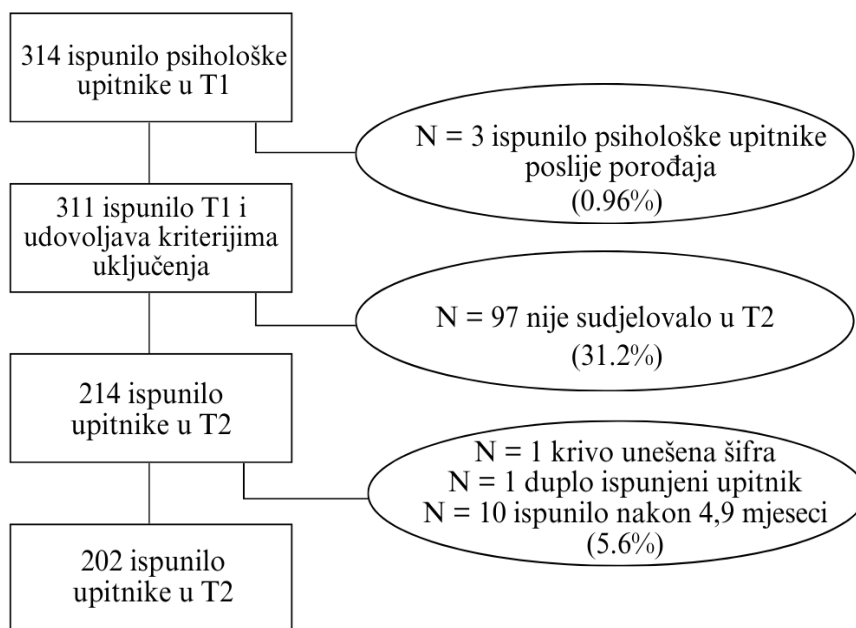 314 ispunilo psihološke
upitnike u T1
N = 3 ispunilo psihološke upitnike
poslije porođaja
(0.96%)
311 ispunilo T1 i
udovoljava kriterijima
uključenja
N = 97 nije sudjelovalo u T2
(31.2%)
214 ispunilo
upitnike u T2
N = 1 krivo unešena šifra
N = 1 duplo ispunjeni upitnik
N = 10 ispunilo nakon 4,9 mjeseci
(5.6%)
202 ispunilo
upitnike u T2